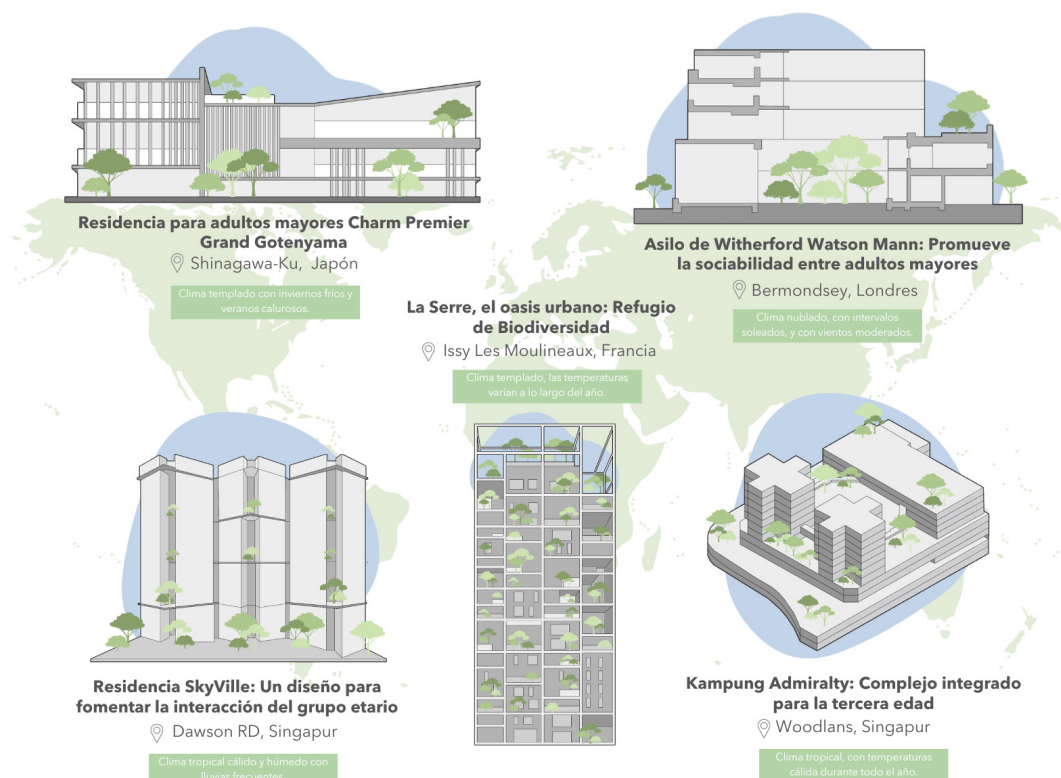 Residencia para adultos mayores Charm Premier
Grand Gotenyama
Shinagawa-Ku, Japón
Clima templado con inviernos fríos y
veranos calurosos.
Asilo de Witherford Watson Mann: Promueve
la sociabilidad entre adultos mayores
Bermondsey, Londres
Clima nublado, con intervalos
soleados, y con vientos moderados.
La Serre, el oasis urbano: Refugio
de Biodiversidad
Issy Les Moulineaux, Francia
Clima templado, las temperaturas
varían a lo largo del año.
Residencia SkyVille: Un diseño para
fomentar la interacción del grupo etario
Dawson RD, Singapur
Clima tropical cálido y húmedo con
lluvias frecuentes
Kampung Admiralty: Complejo integrado
para la tercera edad
Woodlans, Singapur
Clima tropical, con temperaturas
cálida durante todo el año.